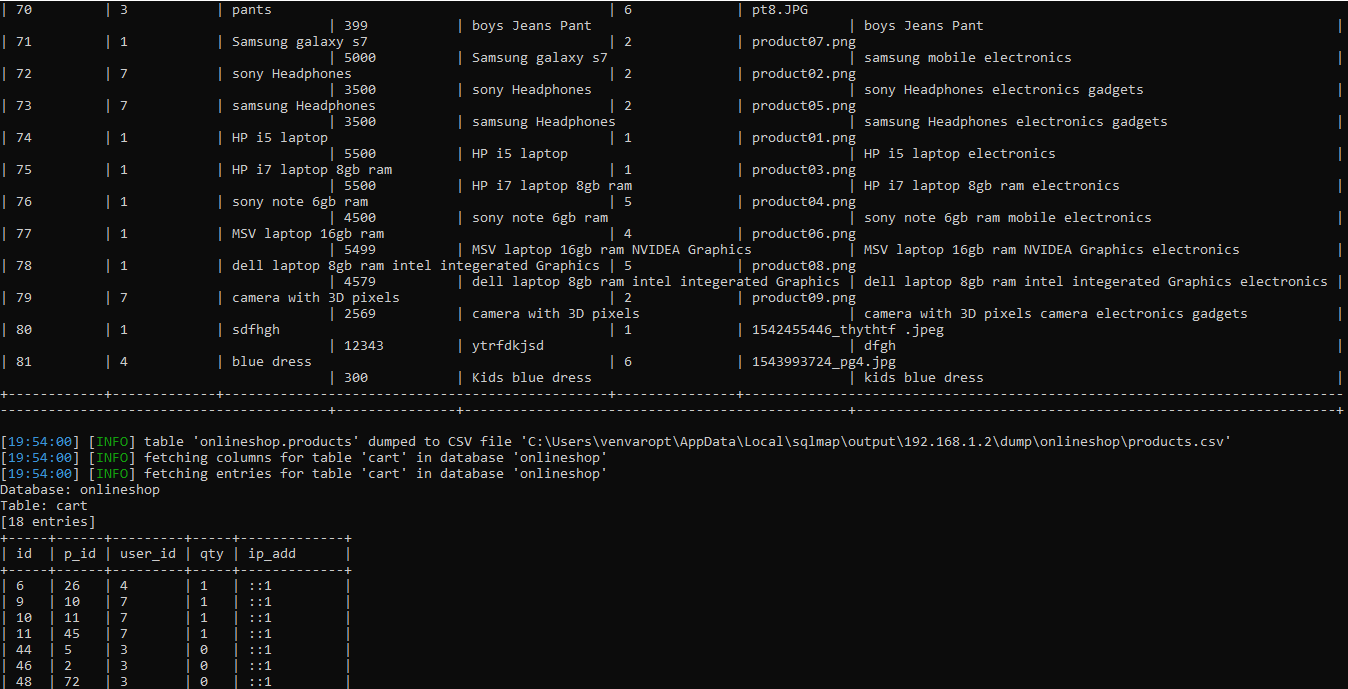 | 70         | 3           | pants                                          | 6              | pt8.JPG
                                         | 399           | boys Jeans Pant                                | boys Jeans Pant                                            |
| 71         | 1           | Samsung galaxy s7                              | 2              | product07.png
                                         | 5000          | Samsung galaxy s7                              | samsung mobile electronics                                 |
| 72         | 7           | sony Headphones                                | 2              | product02.png
                                         | 3500          | sony Headphones                                | sony Headphones electronics gadgets                        |
| 73         | 7           | samsung Headphones                             | 2              | product05.png
                                         | 3500          | samsung Headphones                             | samsung Headphones electronics gadgets                     |
| 74         | 1           | HP i5 laptop                                   | 1              | product01.png
                                         | 5500          | HP i5 laptop                                   | HP i5 laptop electronics                                   |
| 75         | 1           | HP i7 laptop 8gb ram                           | 1              | product03.png
                                         | 5500          | HP i7 laptop 8gb ram                           | HP i7 laptop 8gb ram electronics                           |
| 76         | 1           | sony note 6gb ram                              | 5              | product04.png
                                         | 4500          | sony note 6gb ram                              | sony note 6gb ram mobile electronics                       |
| 77         | 1           | MSV laptop 16gb ram                            | 4              | product06.png
                                         | 5499          | MSV laptop 16gb ram NVIDEA Graphics            | MSV laptop 16gb ram NVIDEA Graphics electronics            |
| 78         | 1           | dell laptop 8gb ram intel integerated Graphics | 5              | product08.png
                                         | 4579          | dell laptop 8gb ram intel integerated Graphics | dell laptop 8gb ram intel integerated Graphics electronics |
| 79         | 7           | camera with 3D pixels                          | 2              | product09.png
                                         | 2569          | camera with 3D pixels                          | camera with 3D pixels camera electronics gadgets           |
| 80         | 1           | sdfhgh                                         | 1              | 1542455446_thythtf .jpeg
                                         | 12343         | ytrfdkjsd                                      | dfgh                                                       |
| 81         | 4           | blue dress                                     | 6              | 1543993724_pg4.jpg
                                         | 300           | Kids blue dress                                | kids blue dress                                            |
[19:54:00] [INFO] table 'onlineshop.products' dumped to CSV file 'C:\Users\venvaropt\AppData\Local\sqlmap\output\192.168.1.2\dump\onlineshop\products.csv'
[19:54:00] [INFO] fetching columns for table 'cart' in database 'onlineshop'
[19:54:00] [INFO] fetching entries for table 'cart' in database 'onlineshop'
Database: onlineshop
Table: cart
[18 entries]
| id  | p_id | user_id | qty | ip_add      |
| 6   | 26   | 4       | 1   | ::1         |
| 9   | 10   | 7       | 1   | ::1         |
| 10  | 11   | 7       | 1   | ::1         |
| 11  | 45   | 7       | 1   | ::1         |
| 44  | 5    | 3       | 0   | ::1         |
| 46  | 2    | 3       | 0   | ::1         |
| 48  | 72   | 3       | 0   | ::1         |